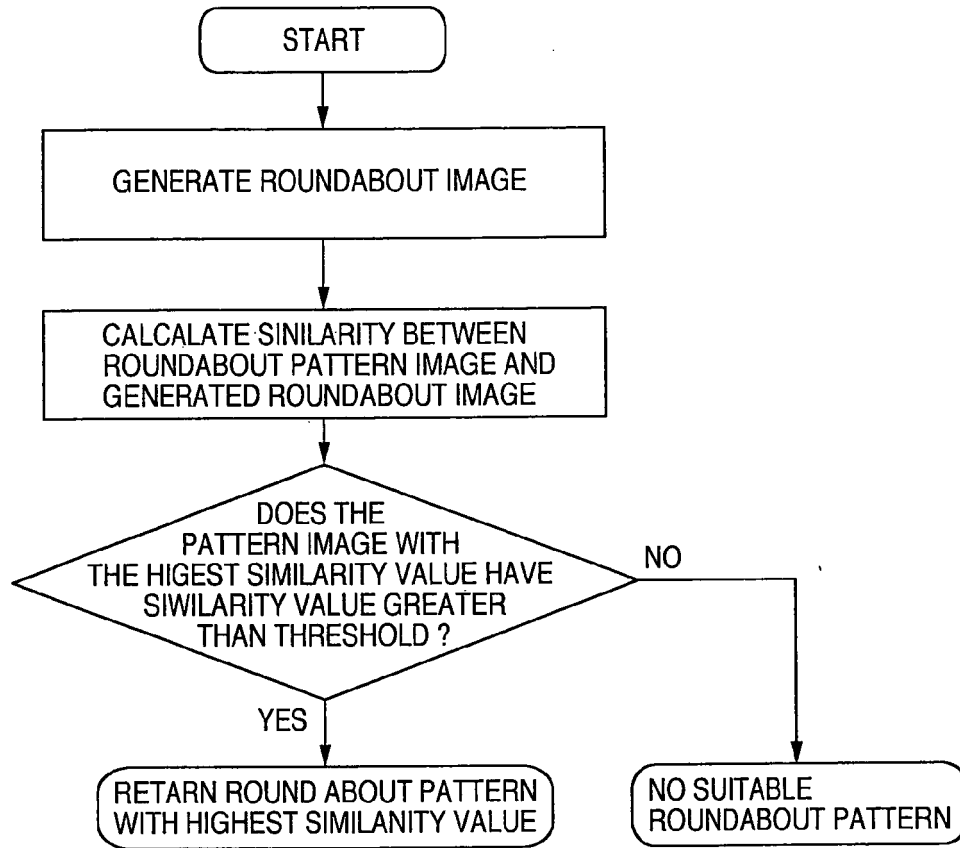 START
GENERATE ROUNDABOUT IMAGE
CALCALATE SINILARITY BETWEEN
ROUNDABOUT PATTERN IMAGE AND
GENERATED ROUNDABOUT IMAGE
DOES THE
PATTERN IMAGE WITH
THE HIGEST SIMILARITY VALUE HAVE
SIWILARITY VALUE GREATER
THAN THRESHOLD ?
NO
YES
RETARN ROUND ABOUT PATTERN
WITH HIGHEST SIMILANITY VALUE
NO SUITABLE
ROUNDABOUT PATTERN